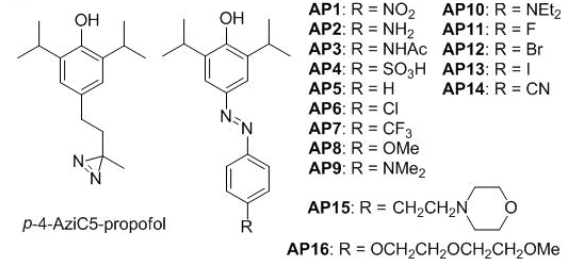 OH
OH
N=N
N
N
R
p-4-AziC5-propofol
AP1: R = NO₂ AP10: R = NEt₂
AP2: R = NH₂ AP11: R = F
AP3: R = NHAc AP12: R = Br
AP4: R = SO₃H AP13: R = I
AP5: R = H AP14: R = CN
AP6: R = Cl
AP7: R = CF₃
AP8: R = OMe
AP9: R = NMe₂
AP15: R = CH₂CH₂N O
AP16: R = OCH₂CH₂OCH₂CH₂OMe